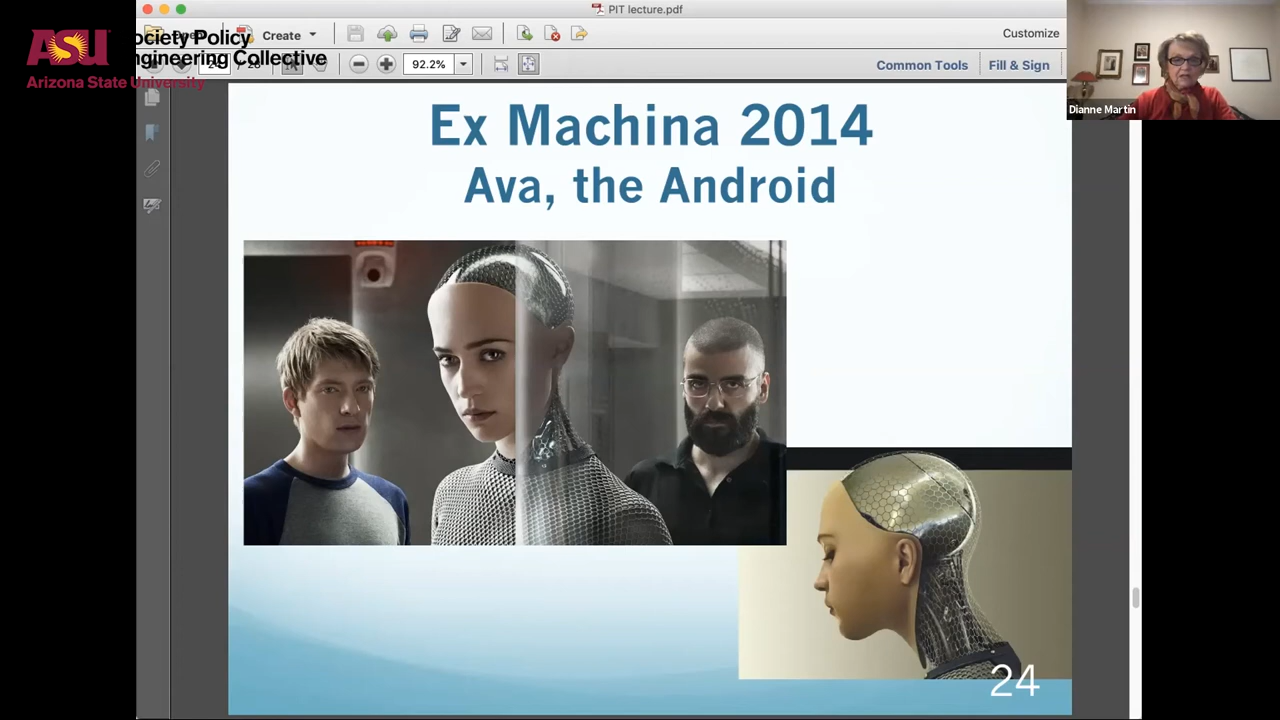 PIT lecture.pdf
ASU
ociety Policy
ngineering Collective
Arizona State University
Create
92.2%
Customize
Common Tools
Fill & Sign
Dianne Martin
Ex Machina 2014
Ava, the Android
24